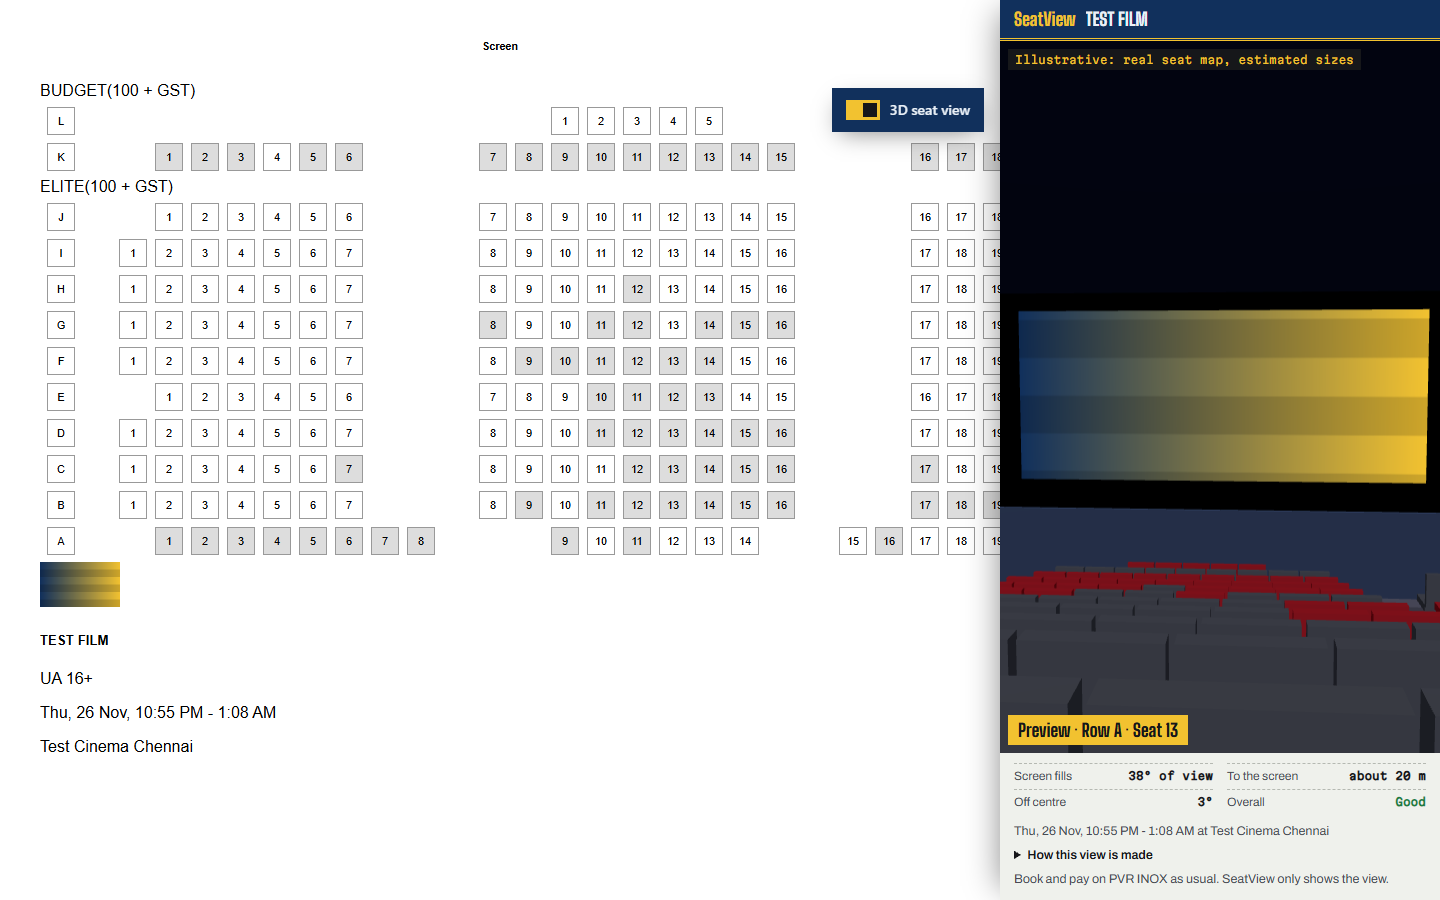 Screen
BUDGET(100 + GST)
L 1 2 3 4 5
K 1 2 3 4 5 6 7 8 9 10 11 12 13 14 15 16 17 18
ELITE(100 + GST)
J 1 2 3 4 5 6 7 8 9 10 11 12 13 14 15 16 17 18
I 1 2 3 4 5 6 7 8 9 10 11 12 13 14 15 16 17 18 19
H 1 2 3 4 5 6 7 8 9 10 11 12 13 14 15 16 17 18 19
G 1 2 3 4 5 6 7 8 9 10 11 12 13 14 15 16 17 18 19
F 1 2 3 4 5 6 7 8 9 10 11 12 13 14 15 16 17 18 19
E 1 2 3 4 5 6 7 8 9 10 11 12 13 14 15 16 17 18
D 1 2 3 4 5 6 7 8 9 10 11 12 13 14 15 16 17 18 19
C 1 2 3 4 5 6 7 8 9 10 11 12 13 14 15 16 17 18 19
B 1 2 3 4 5 6 7 8 9 10 11 12 13 14 15 16 17 18 19
A 1 2 3 4 5 6 7 8 9 10 11 12 13 14 15 16 17 18 19
TEST FILM
UA 16+
Thu, 26 Nov, 10:55 PM - 1:08 AM
Test Cinema Chennai
3D seat view
SeatView TEST FILM
Illustrative: real seat map, estimated sizes
Preview · Row A · Seat 13
Screen fills 38° of view To the screen about 20 m
Off centre 3° Overall Good
Thu, 26 Nov, 10:55 PM - 1:08 AM at Test Cinema Chennai
How this view is made
Book and pay on PVR INOX as usual. SeatView only shows the view.